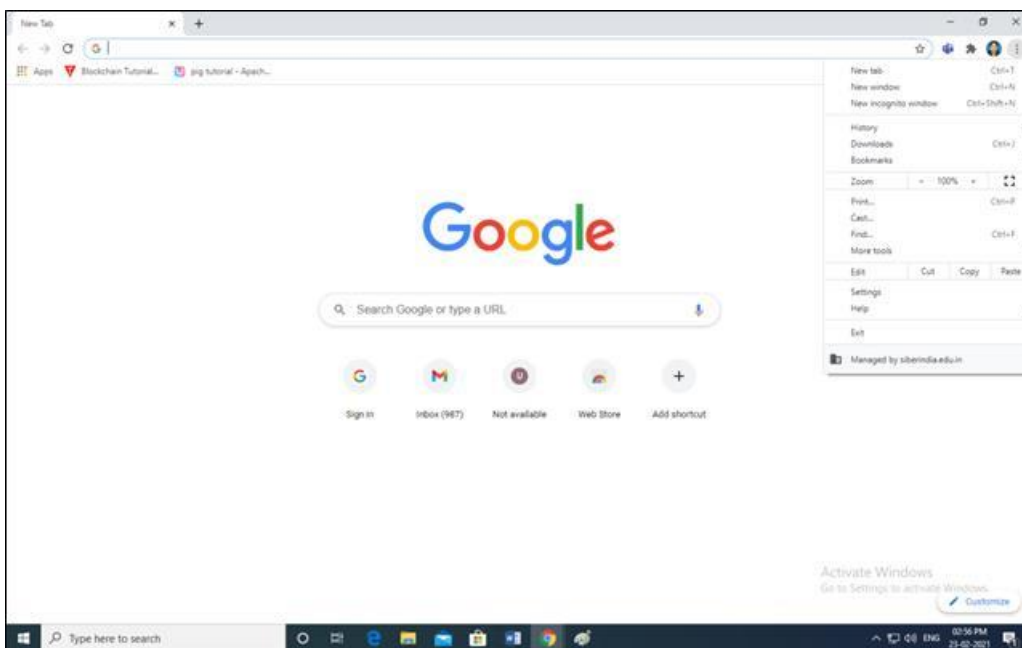 New Tab
Apps Blockchain Tutorial... pig tutorial - Apach...
New tab Ctrl+T
New window Ctrl+N
New incognito window Ctrl+Shift+N
History
Downloads Ctrl+J
Bookmarks
Zoom - 100% +
Print... Ctrl+P
Cast...
Find... Ctrl+F
More tools
Edit Cut Copy Paste
Settings
Help
Exit
Managed by siberindia.edu.in
Google
Search Google or type a URL
Sign in Inbox (987) Not available Web Store Add shortcut
Activate Windows
Go to Settings to activate Windows.
Customize
Type here to search
ENG 02:56 PM
23-02-2021